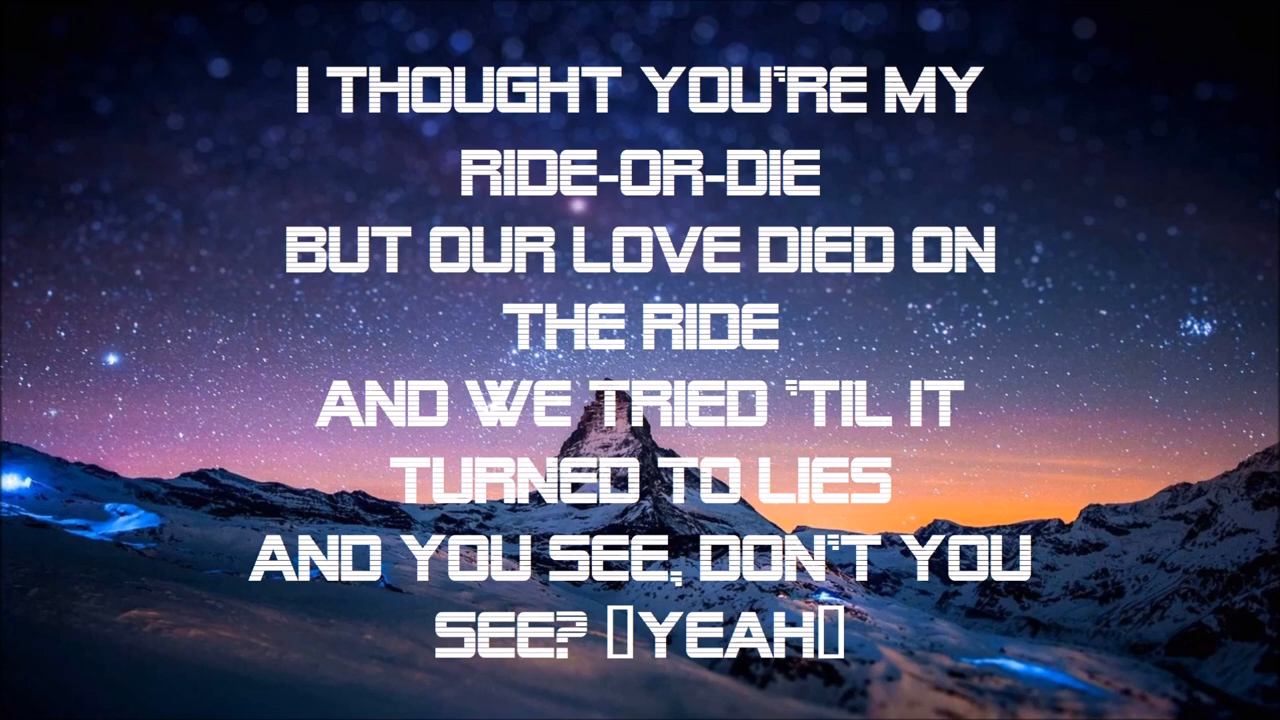 I THOUGHT YOU'RE MY
RIDE-OR-DIE
BUT OUR LOVE DIED ON
THE RIDE
AND WE TRIED 'TIL IT
TURNED TO LIES
AND YOU SEE, DON'T YOU
SEE? ▯YEAH▯